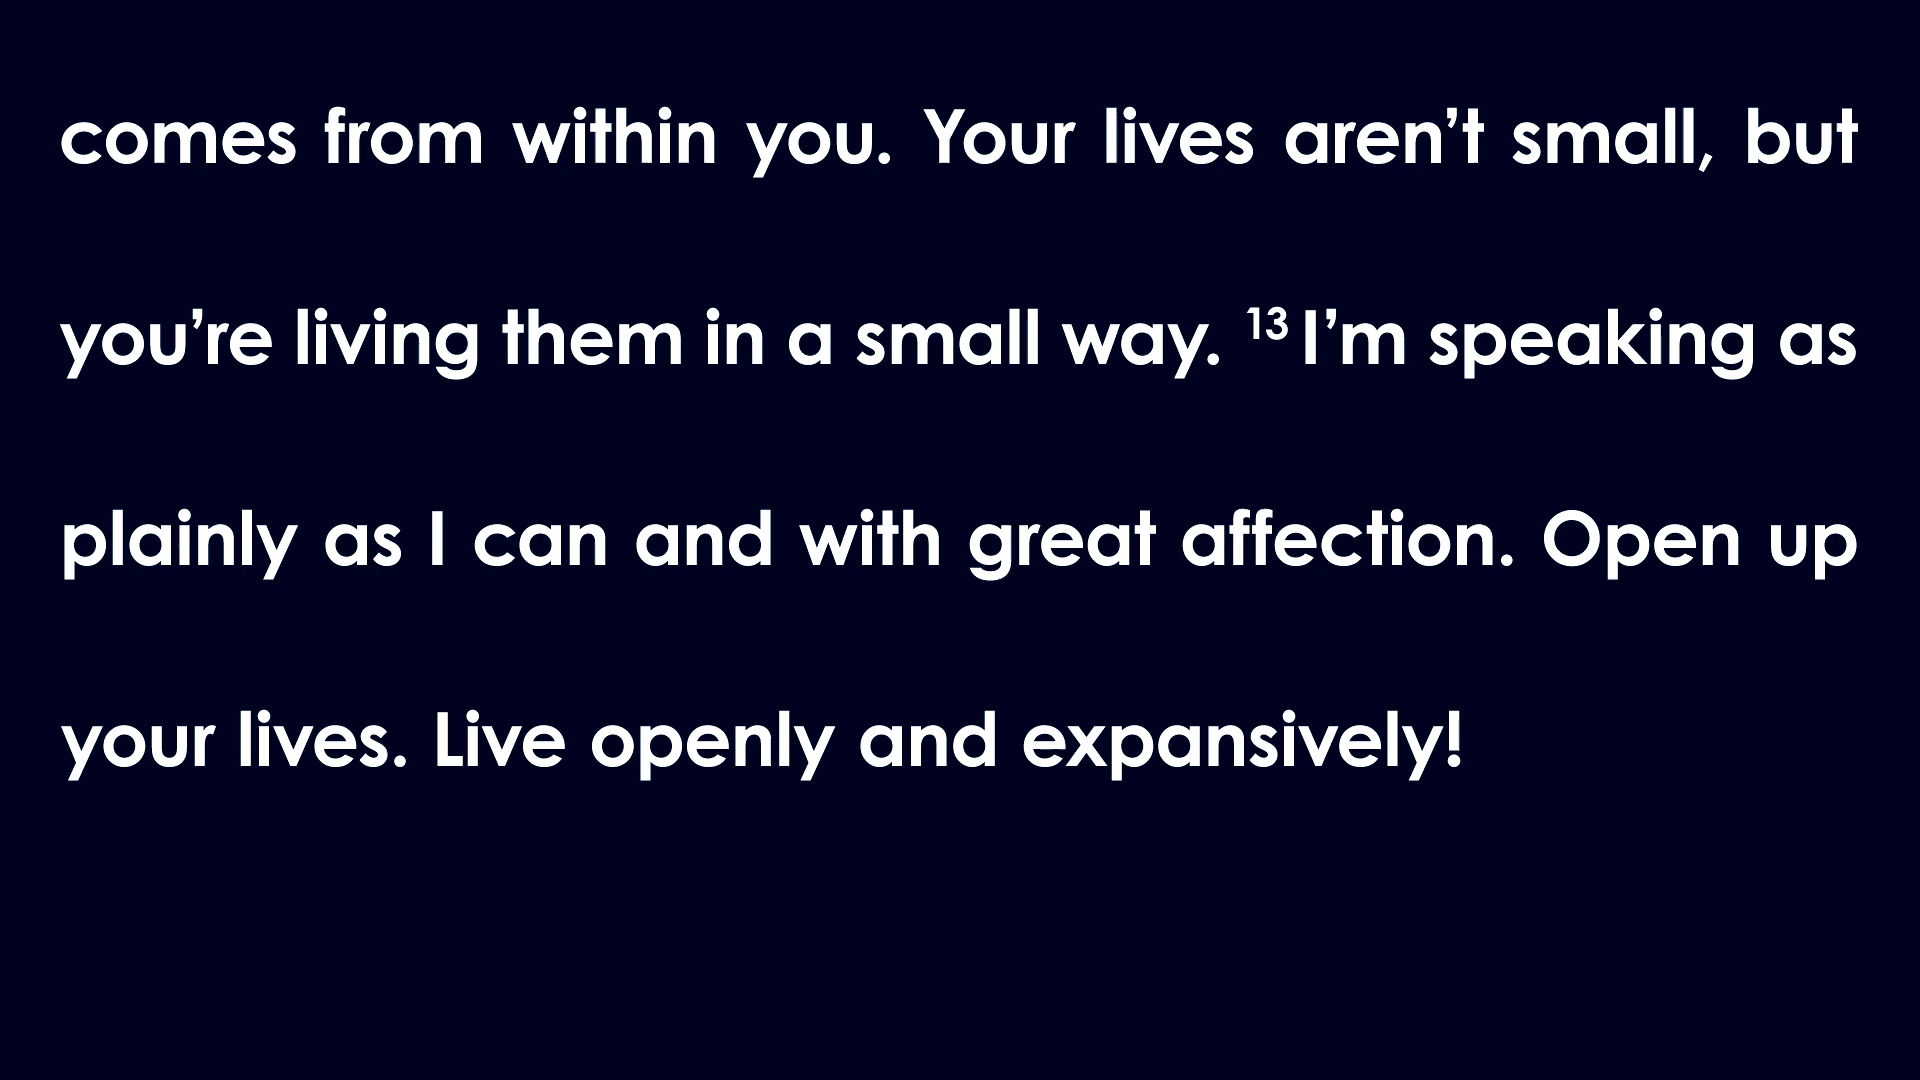 comes from within you. Your lives aren’t small, but
you’re living them in a small way. ¹³ I’m speaking as
plainly as I can and with great affection. Open up
your lives. Live openly and expansively!